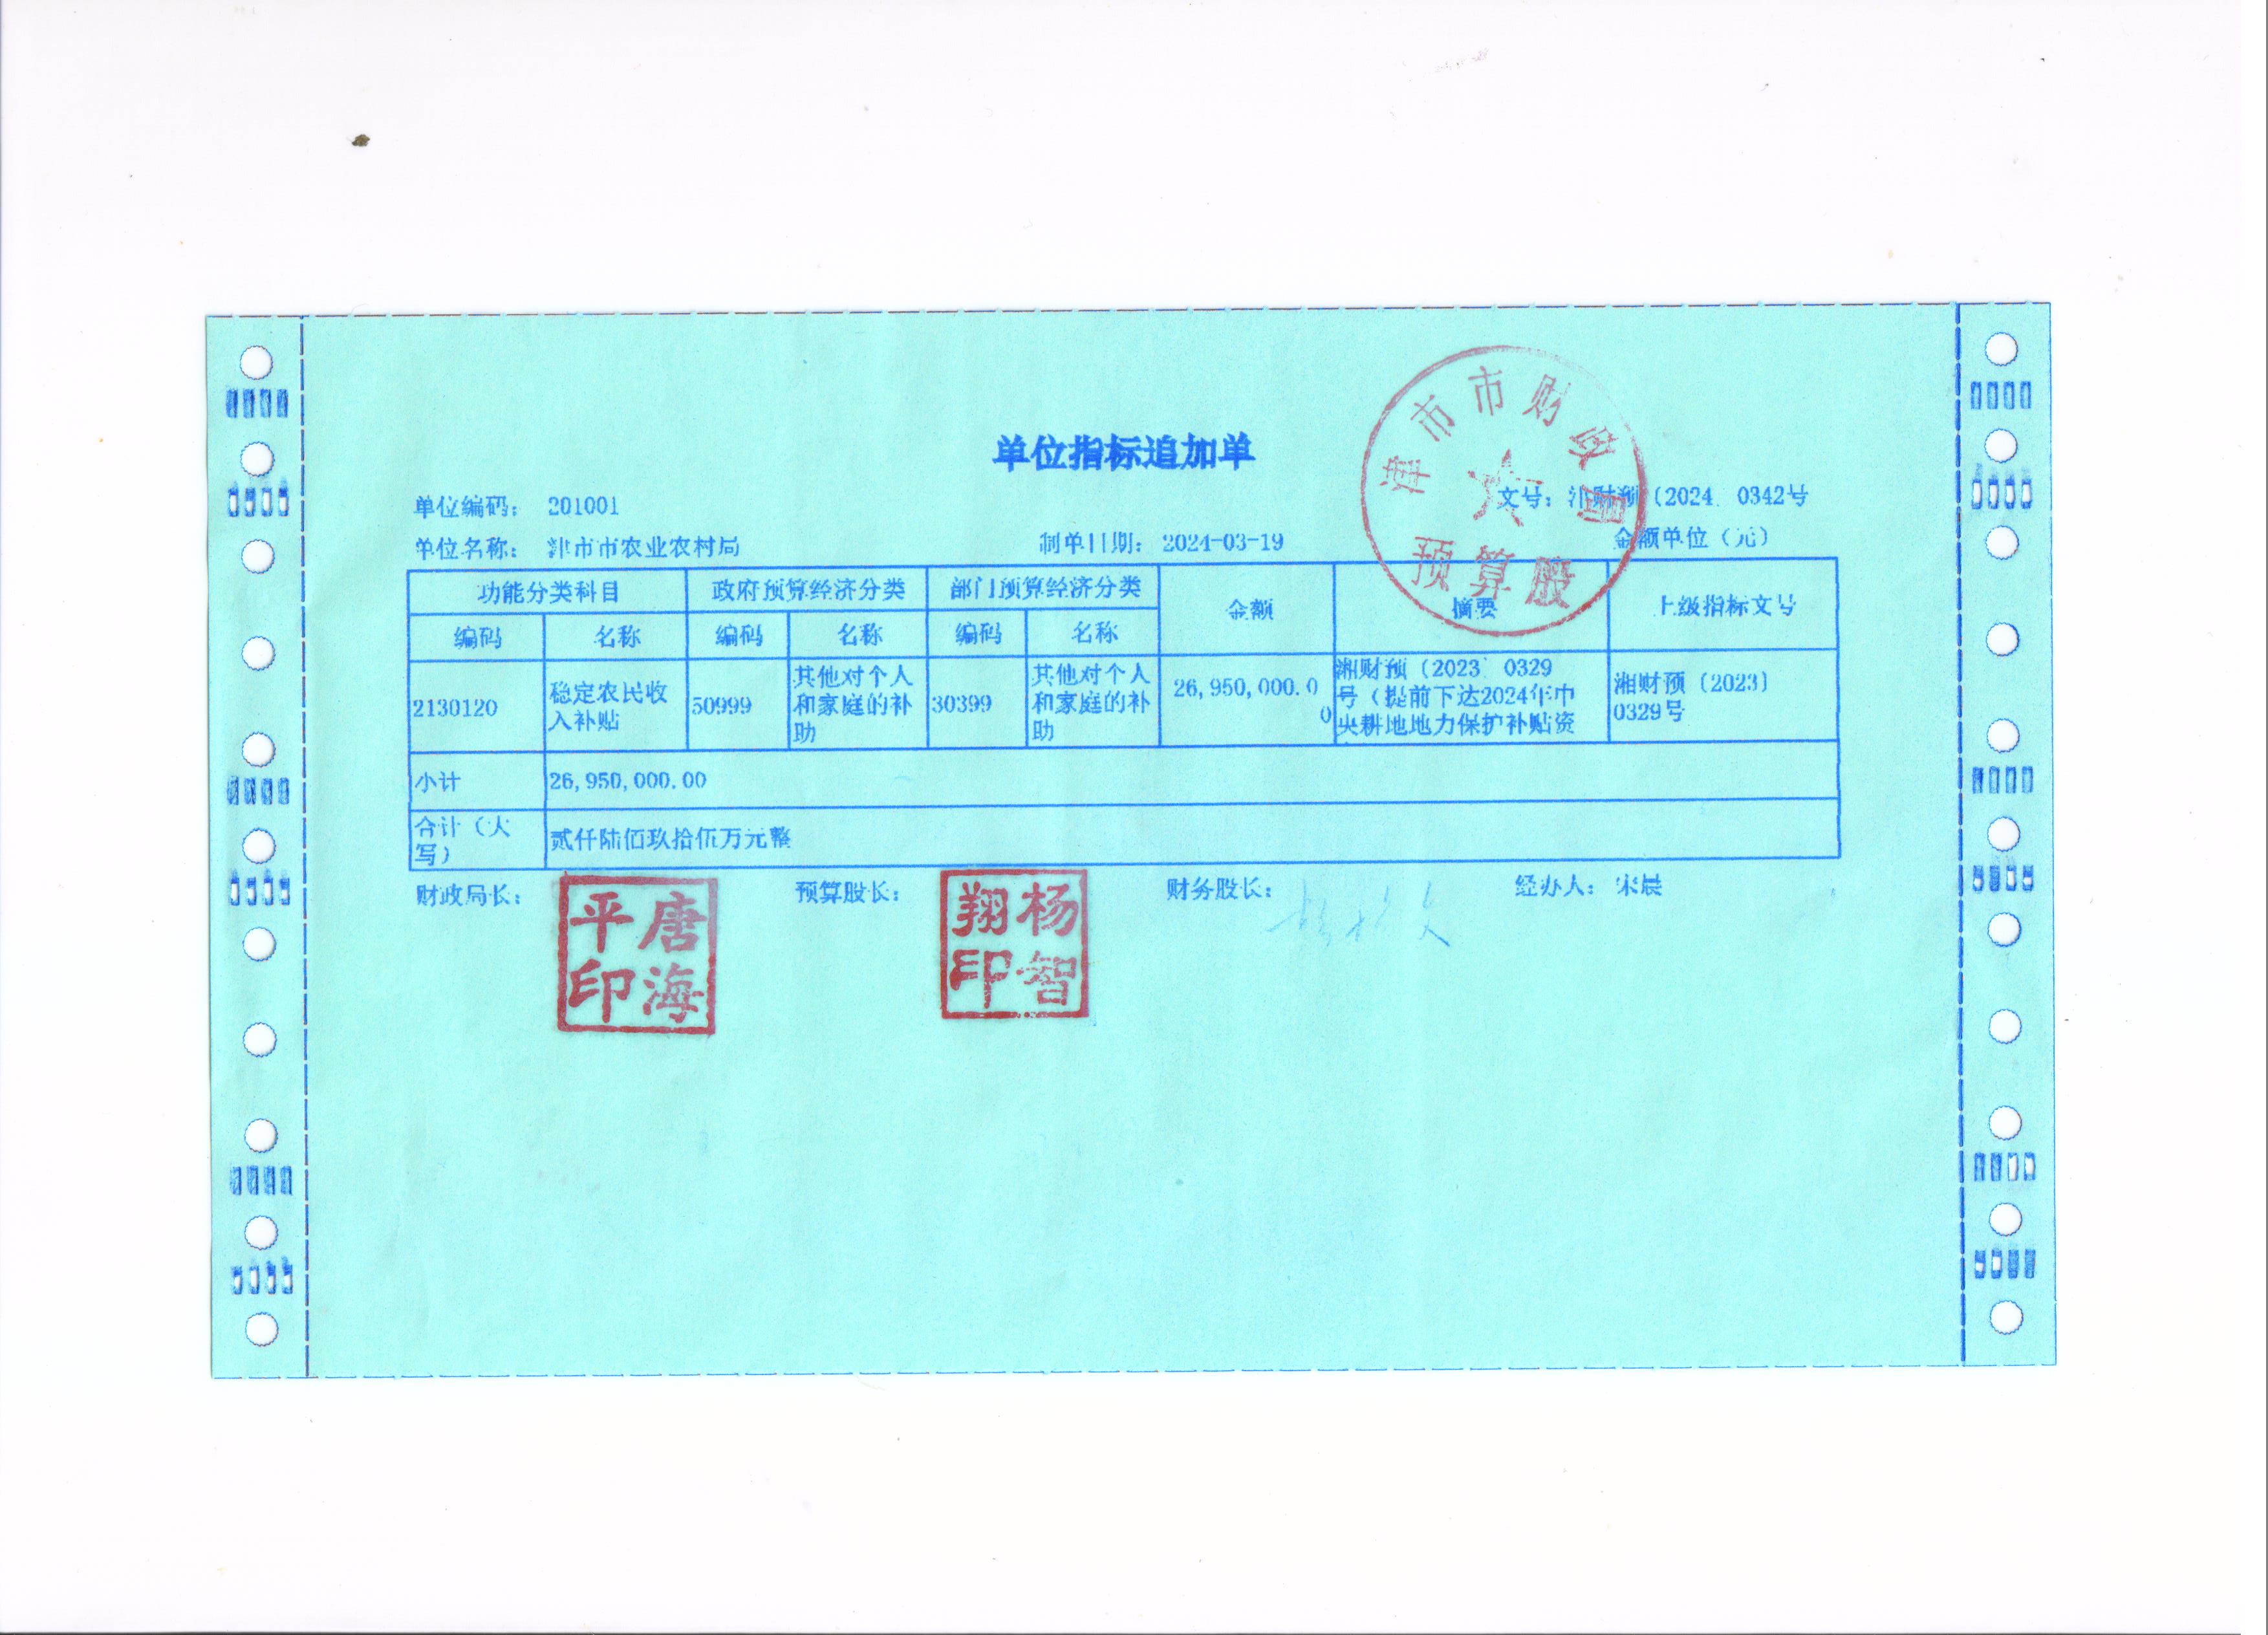 单位指标追加单
单位编码： 201001
文号： 财预〔2024〕0342号
单位名称： 津市市农业农村局
制单日期： 2024-03-19
金额单位（元）
功能分类科目 政府预算经济分类 部门预算经济分类 金额 摘要 上级指标文号
编码 名称 编码 名称 编码 名称
2130120 稳定农民收入补贴 50999 其他对个人和家庭的补助 30399 其他对个人和家庭的补助 26,950,000.00 湘财预〔2023〕0329号（提前下达2024年中央耕地地力保护补贴资 湘财预〔2023〕0329号
小计 26,950,000.00
合计（大写） 贰仟陆佰玖拾伍万元整
财政局长： 预算股长： 财务股长： 经办人： 宋晨
津市市财政局
预算股
唐海平印
杨智翔印